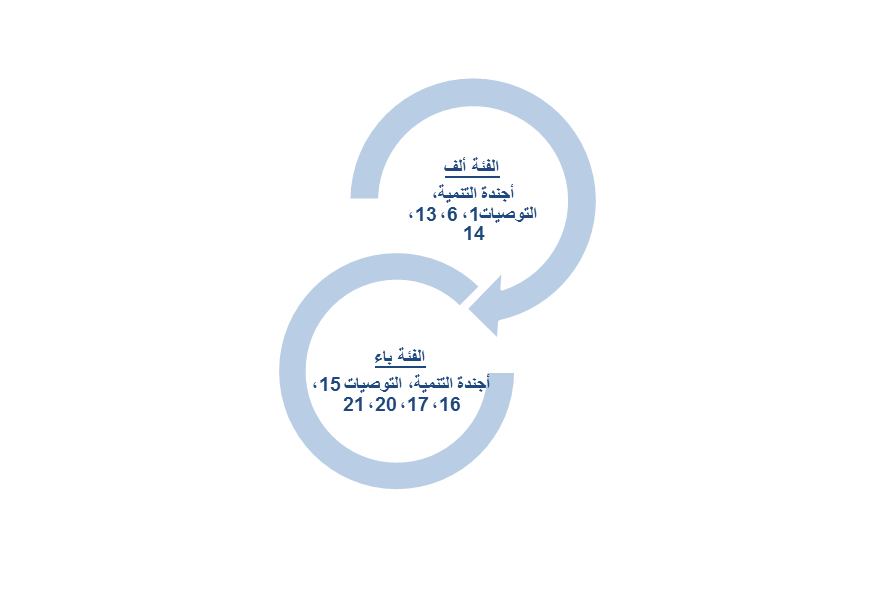 الفئة ألف
أجندة التنمية،
التوصيات1، 6، 13،
14
الفئة باء
أجندة التنمية، التوصيات 15،
16، 17، 20، 21